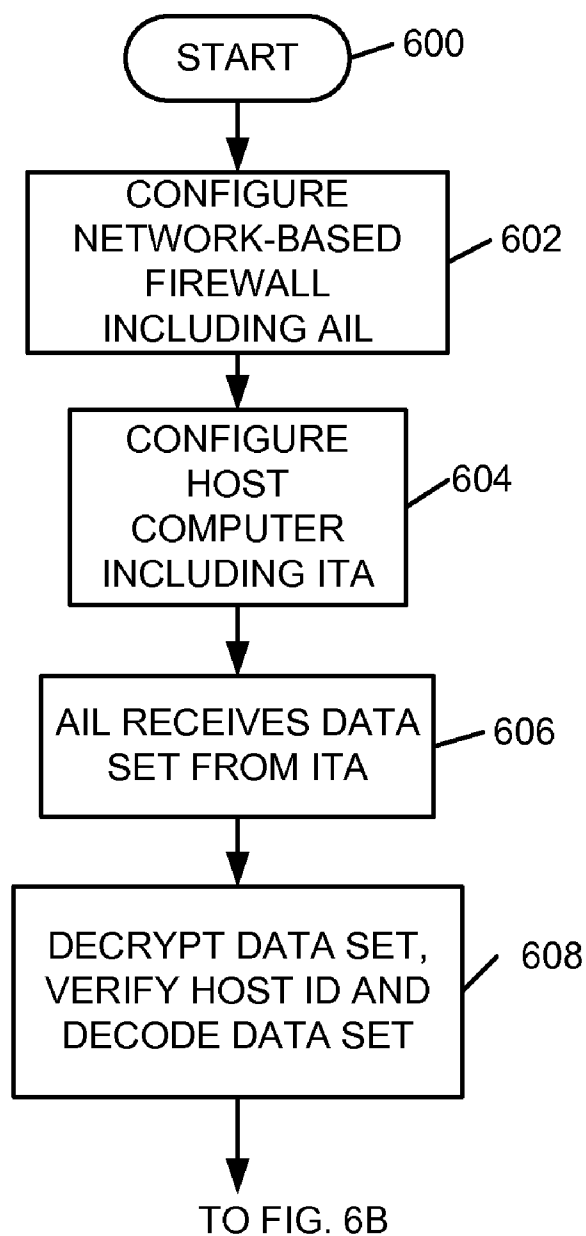 START
600
CONFIGURE
NETWORK-BASED
FIREWALL
INCLUDING AIL
602
CONFIGURE
HOST
COMPUTER
INCLUDING ITA
604
AIL RECEIVES DATA
SET FROM ITA
606
DECRYPT DATA SET,
VERIFY HOST ID AND
DECODE DATA SET
608
TO FIG. 6B